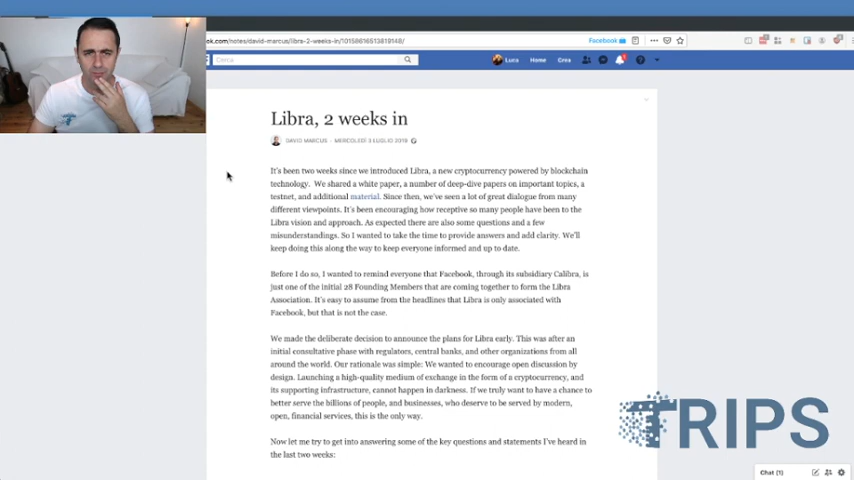 ok.com/notes/david-marcus/libra-2-weeks-in/10158616513819148/
Facebook
Cerca
Luca
Home
Crea
Libra, 2 weeks in
DAVID MARCUS · MERCOLEDÌ 3 LUGLIO 2019
It's been two weeks since we introduced Libra, a new cryptocurrency powered by blockchain
technology. We shared a white paper, a number of deep-dive papers on important topics, a
testnet, and additional material. Since then, we've seen a lot of great dialogue from many
different viewpoints. It's been encouraging how receptive so many people have been to the
Libra vision and approach. As expected there are also some questions and a few
misunderstandings. So I wanted to take the time to provide answers and add clarity. We'll
keep doing this along the way to keep everyone informed and up to date.
Before I do so, I wanted to remind everyone that Facebook, through its subsidiary Calibra, is
just one of the initial 28 Founding Members that are coming together to form the Libra
Association. It's easy to assume from the headlines that Libra is only associated with
Facebook, but that is not the case.
We made the deliberate decision to announce the plans for Libra early. This was after an
initial consultative phase with regulators, central banks, and other organizations from all
around the world. Our rationale was simple: We wanted to encourage open discussion by
design. Launching a high-quality medium of exchange in the form of a cryptocurrency, and
its supporting infrastructure, cannot happen in darkness. If we truly want to have a chance to
better serve the billions of people, and businesses, who deserve to be served by modern,
open, financial services, this is the only way.
Now let me try to get into answering some of the key questions and statements I've heard in
the last two weeks:
TRIPS
Chat (1)